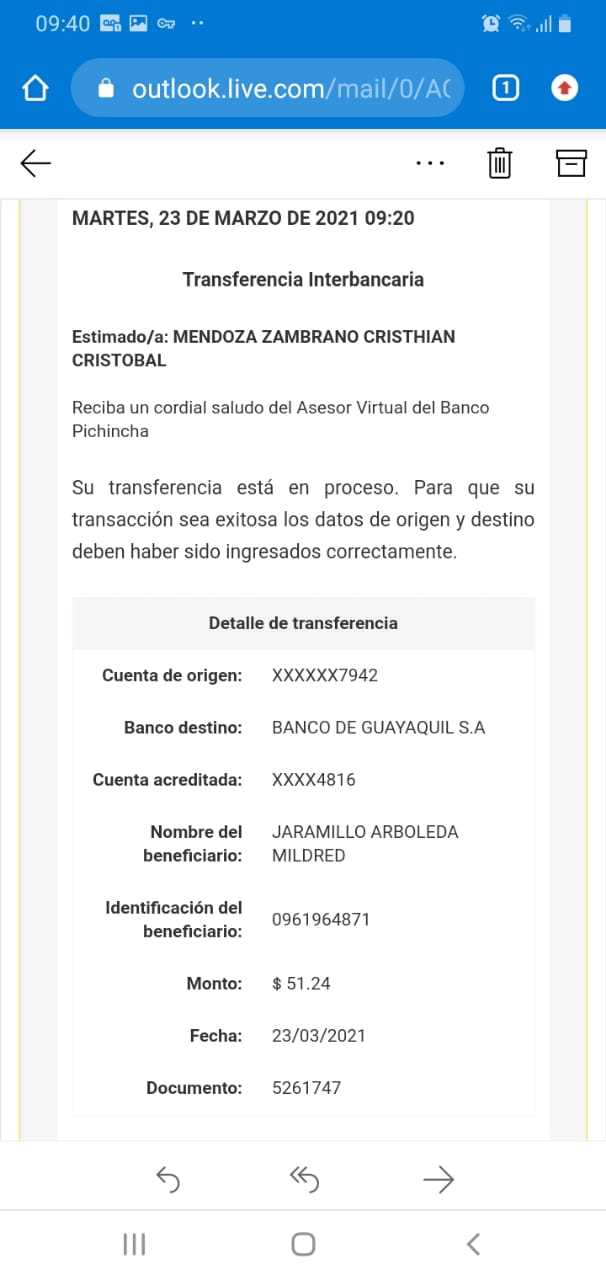 09:40
outlook.live.com/mail/0/A
1
MARTES, 23 DE MARZO DE 2021 09:20
Transferencia Interbancaria
Estimado/a: MENDOZA ZAMBRANO CRISTHIAN
CRISTOBAL
Reciba un cordial saludo del Asesor Virtual del Banco
Pichincha
Su transferencia está en proceso. Para que su
transacción sea exitosa los datos de origen y destino
deben haber sido ingresados correctamente.
Detalle de transferencia
Cuenta de origen: XXXXXX7942
Banco destino: BANCO DE GUAYAQUIL S.A
Cuenta acreditada: XXXX4816
Nombre del JARAMILLO ARBOLEDA
beneficiario: MILDRED
Identificación del
beneficiario: 0961964871
Monto: $ 51.24
Fecha: 23/03/2021
Documento: 5261747